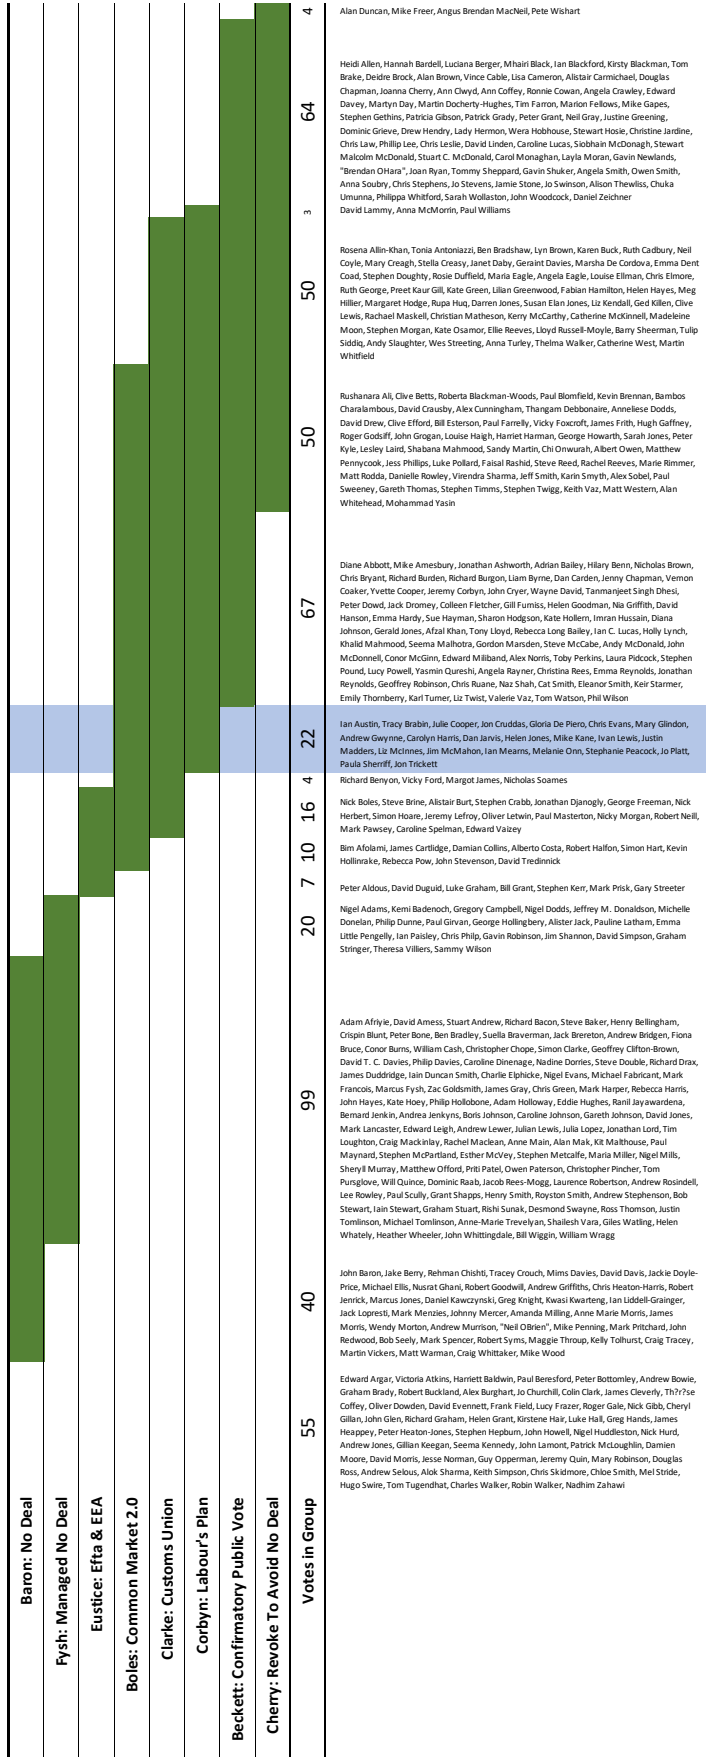 4
Alan Duncan, Mike Freer, Angus Brendan MacNeil, Pete Wishart
64
Heidi Allen, Hannah Bardell, Luciana Berger, Mhairi Black, Ian Blackford, Kirsty Blackman, Tom
Brake, Deidre Brock, Alan Brown, Vince Cable, Lisa Cameron, Alistair Carmichael, Douglas
Chapman, Joanna Cherry, Ann Clwyd, Ann Coffey, Ronnie Cowan, Angela Crawley, Edward
Davey, Martyn Day, Martin Docherty-Hughes, Tim Farron, Marion Fellows, Mike Gapes,
Stephen Gethins, Patricia Gibson, Patrick Grady, Peter Grant, Neil Gray, Justine Greening,
Dominic Grieve, Drew Hendry, Lady Hermon, Wera Hobhouse, Stewart Hosie, Christine Jardine,
Chris Law, Phillip Lee, Chris Leslie, David Linden, Caroline Lucas, Siobhain McDonagh, Stewart
Malcolm McDonald, Stuart C. McDonald, Carol Monaghan, Layla Moran, Gavin Newlands,
"Brendan OHara", Joan Ryan, Tommy Sheppard, Gavin Shuker, Angela Smith, Owen Smith,
Anna Soubry, Chris Stephens, Jo Stevens, Jamie Stone, Jo Swinson, Alison Thewliss, Chuka
Umunna, Philippa Whitford, Sarah Wollaston, John Woodcock, Daniel Zeichner
3
David Lammy, Anna McMorrin, Paul Williams
50
Rosena Allin-Khan, Tonia Antoniazzi, Ben Bradshaw, Lyn Brown, Karen Buck, Ruth Cadbury, Neil
Coyle, Mary Creagh, Stella Creasy, Janet Daby, Geraint Davies, Marsha De Cordova, Emma Dent
Coad, Stephen Doughty, Rosie Duffield, Maria Eagle, Angela Eagle, Louise Ellman, Chris Elmore,
Ruth George, Preet Kaur Gill, Kate Green, Lilian Greenwood, Fabian Hamilton, Helen Hayes, Meg
Hillier, Margaret Hodge, Rupa Huq, Darren Jones, Susan Elan Jones, Liz Kendall, Ged Killen, Clive
Lewis, Rachael Maskell, Christian Matheson, Kerry McCarthy, Catherine McKinnell, Madeleine
Moon, Stephen Morgan, Kate Osamor, Ellie Reeves, Lloyd Russell-Moyle, Barry Sheerman, Tulip
Siddiq, Andy Slaughter, Wes Streeting, Anna Turley, Thelma Walker, Catherine West, Martin
Whitfield
50
Rushanara Ali, Clive Betts, Roberta Blackman-Woods, Paul Blomfield, Kevin Brennan, Bambos
Charalambous, David Crausby, Alex Cunningham, Thangam Debbonaire, Anneliese Dodds,
David Drew, Clive Efford, Bill Esterson, Paul Farrelly, Vicky Foxcroft, James Frith, Hugh Gaffney,
Roger Godsiff, John Grogan, Louise Haigh, Harriet Harman, George Howarth, Sarah Jones, Peter
Kyle, Lesley Laird, Shabana Mahmood, Sandy Martin, Chi Onwurah, Albert Owen, Matthew
Pennycook, Jess Phillips, Luke Pollard, Faisal Rashid, Steve Reed, Rachel Reeves, Marie Rimmer,
Matt Rodda, Danielle Rowley, Virendra Sharma, Jeff Smith, Karin Smyth, Alex Sobel, Paul
Sweeney, Gareth Thomas, Stephen Timms, Stephen Twigg, Keith Vaz, Matt Western, Alan
Whitehead, Mohammad Yasin
67
Diane Abbott, Mike Amesbury, Jonathan Ashworth, Adrian Bailey, Hilary Benn, Nicholas Brown,
Chris Bryant, Richard Burden, Richard Burgon, Liam Byrne, Dan Carden, Jenny Chapman, Vernon
Coaker, Yvette Cooper, Jeremy Corbyn, John Cryer, Wayne David, Tanmanjeet Singh Dhesi,
Peter Dowd, Jack Dromey, Colleen Fletcher, Gill Furniss, Helen Goodman, Nia Griffith, David
Hanson, Emma Hardy, Sue Hayman, Sharon Hodgson, Kate Hollern, Imran Hussain, Diana
Johnson, Gerald Jones, Afzal Khan, Tony Lloyd, Rebecca Long Bailey, Ian C. Lucas, Holly Lynch,
Khalid Mahmood, Seema Malhotra, Gordon Marsden, Steve McCabe, Andy McDonald, John
McDonnell, Conor McGinn, Edward Miliband, Alex Norris, Toby Perkins, Laura Pidcock, Stephen
Pound, Lucy Powell, Yasmin Qureshi, Angela Rayner, Christina Rees, Emma Reynolds, Jonathan
Reynolds, Geoffrey Robinson, Chris Ruane, Naz Shah, Cat Smith, Eleanor Smith, Keir Starmer,
Emily Thornberry, Karl Turner, Liz Twist, Valerie Vaz, Tom Watson, Phil Wilson
22
Ian Austin, Tracy Brabin, Julie Cooper, Jon Cruddas, Gloria De Piero, Chris Evans, Mary Glindon,
Andrew Gwynne, Carolyn Harris, Dan Jarvis, Helen Jones, Mike Kane, Ivan Lewis, Justin
Madders, Liz McInnes, Jim McMahon, Ian Mearns, Melanie Onn, Stephanie Peacock, Jo Platt,
Paula Sherriff, Jon Trickett
4
Richard Benyon, Vicky Ford, Margot James, Nicholas Soames
16
Nick Boles, Steve Brine, Alistair Burt, Stephen Crabb, Jonathan Djanogly, George Freeman, Nick
Herbert, Simon Hoare, Jeremy Lefroy, Oliver Letwin, Paul Masterton, Nicky Morgan, Robert Neill,
Mark Pawsey, Caroline Spelman, Edward Vaizey
10
Bim Afolami, James Cartlidge, Damian Collins, Alberto Costa, Robert Halfon, Simon Hart, Kevin
Hollinrake, Rebecca Pow, John Stevenson, David Tredinnick
7
Peter Aldous, David Duguid, Luke Graham, Bill Grant, Stephen Kerr, Mark Prisk, Gary Streeter
20
Nigel Adams, Kemi Badenoch, Gregory Campbell, Nigel Dodds, Jeffrey M. Donaldson, Michelle
Donelan, Philip Dunne, Paul Girvan, George Hollingbery, Alister Jack, Pauline Latham, Emma
Little Pengelly, Ian Paisley, Chris Philp, Gavin Robinson, Jim Shannon, David Simpson, Graham
Stringer, Theresa Villiers, Sammy Wilson
99
Adam Afriyie, David Amess, Stuart Andrew, Richard Bacon, Steve Baker, Henry Bellingham,
Crispin Blunt, Peter Bone, Ben Bradley, Suella Braverman, Jack Brereton, Andrew Bridgen, Fiona
Bruce, Conor Burns, William Cash, Christopher Chope, Simon Clarke, Geoffrey Clifton-Brown,
David T. C. Davies, Philip Davies, Caroline Dinenage, Nadine Dorries, Steve Double, Richard Drax,
James Duddridge, Iain Duncan Smith, Charlie Elphicke, Nigel Evans, Michael Fabricant, Mark
Francois, Marcus Fysh, Zac Goldsmith, James Gray, Chris Green, Mark Harper, Rebecca Harris,
John Hayes, Kate Hoey, Philip Hollobone, Adam Holloway, Eddie Hughes, Ranil Jayawardena,
Bernard Jenkin, Andrea Jenkyns, Boris Johnson, Caroline Johnson, Gareth Johnson, David Jones,
Mark Lancaster, Edward Leigh, Andrew Lewer, Julian Lewis, Julia Lopez, Jonathan Lord, Tim
Loughton, Craig Mackinlay, Rachel Maclean, Anne Main, Alan Mak, Kit Malthouse, Paul
Maynard, Stephen McPartland, Esther McVey, Stephen Metcalfe, Maria Miller, Nigel Mills,
Sheryll Murray, Matthew Offord, Priti Patel, Owen Paterson, Christopher Pincher, Tom
Pursglove, Will Quince, Dominic Raab, Jacob Rees-Mogg, Laurence Robertson, Andrew Rosindell,
Lee Rowley, Paul Scully, Grant Shapps, Henry Smith, Royston Smith, Andrew Stephenson, Bob
Stewart, Iain Stewart, Graham Stuart, Rishi Sunak, Desmond Swayne, Ross Thomson, Justin
Tomlinson, Michael Tomlinson, Anne-Marie Trevelyan, Shailesh Vara, Giles Watling, Helen
Whately, Heather Wheeler, John Whittingdale, Bill Wiggin, William Wragg
40
John Baron, Jake Berry, Rehman Chishti, Tracey Crouch, Mims Davies, David Davis, Jackie Doyle-
Price, Michael Ellis, Nusrat Ghani, Robert Goodwill, Andrew Griffiths, Chris Heaton-Harris, Robert
Jenrick, Marcus Jones, Daniel Kawczynski, Greg Knight, Kwasi Kwarteng, Ian Liddell-Grainger,
Jack Lopresti, Mark Menzies, Johnny Mercer, Amanda Milling, Anne Marie Morris, James
Morris, Wendy Morton, Andrew Murrison, "Neil OBrien", Mike Penning, Mark Pritchard, John
Redwood, Bob Seely, Mark Spencer, Robert Syms, Maggie Throup, Kelly Tolhurst, Craig Tracey,
Martin Vickers, Matt Warman, Craig Whittaker, Mike Wood
55
Edward Argar, Victoria Atkins, Harriett Baldwin, Paul Beresford, Peter Bottomley, Andrew Bowie,
Graham Brady, Robert Buckland, Alex Burghart, Jo Churchill, Colin Clark, James Cleverly, Th?r?se
Coffey, Oliver Dowden, David Evennett, Frank Field, Lucy Frazer, Roger Gale, Nick Gibb, Cheryl
Gillan, John Glen, Richard Graham, Helen Grant, Kirstene Hair, Luke Hall, Greg Hands, James
Heappey, Peter Heaton-Jones, Stephen Hepburn, John Howell, Nigel Huddleston, Nick Hurd,
Andrew Jones, Gillian Keegan, Seema Kennedy, John Lamont, Patrick McLoughlin, Damien
Moore, David Morris, Jesse Norman, Guy Opperman, Jeremy Quin, Mary Robinson, Douglas
Ross, Andrew Selous, Alok Sharma, Keith Simpson, Chris Skidmore, Chloe Smith, Mel Stride,
Hugo Swire, Tom Tugendhat, Charles Walker, Robin Walker, Nadhim Zahawi
Baron: No Deal
Fysh: Managed No Deal
Eustice: Efta & EEA
Boles: Common Market 2.0
Clarke: Customs Union
Corbyn: Labour's Plan
Beckett: Confirmatory Public Vote
Cherry: Revoke To Avoid No Deal
Votes in Group